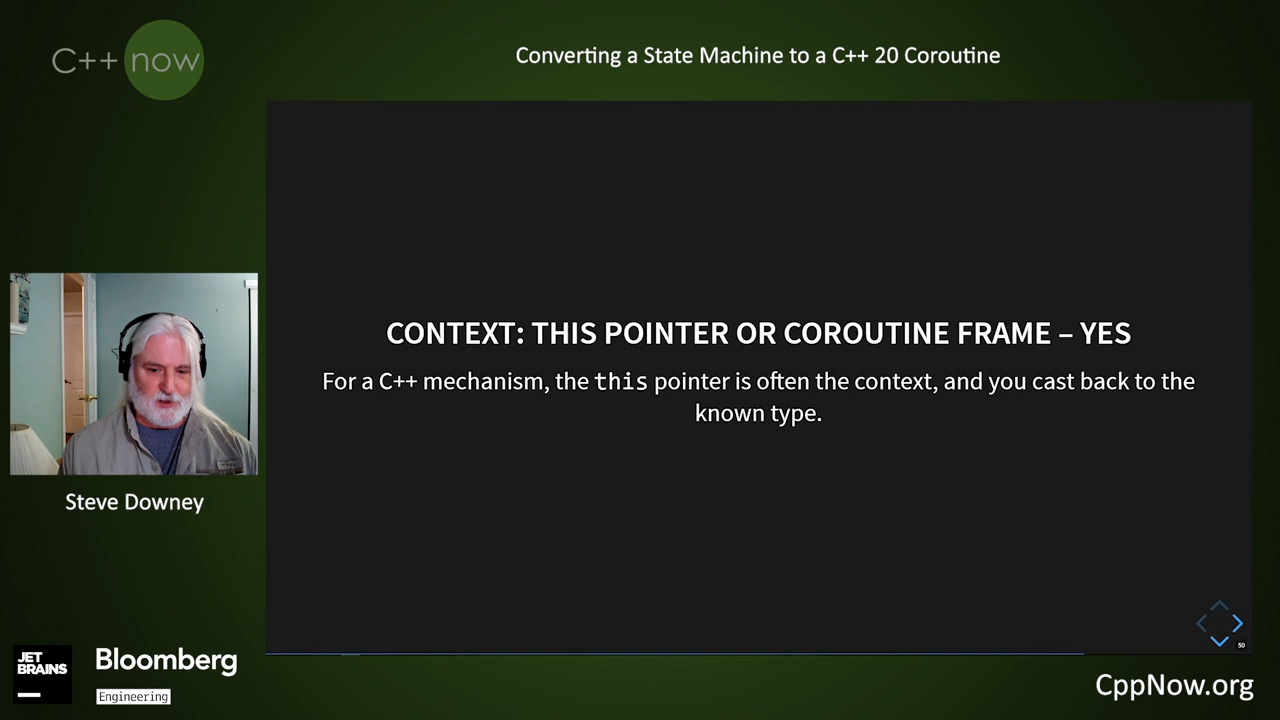 C++ now
Converting a State Machine to a C++ 20 Coroutine
CONTEXT: THIS POINTER OR COROUTINE FRAME – YES
For a C++ mechanism, the this pointer is often the context, and you cast back to the
known type.
Steve Downey
50
JET
BRAINS
Bloomberg
Engineering
CppNow.org